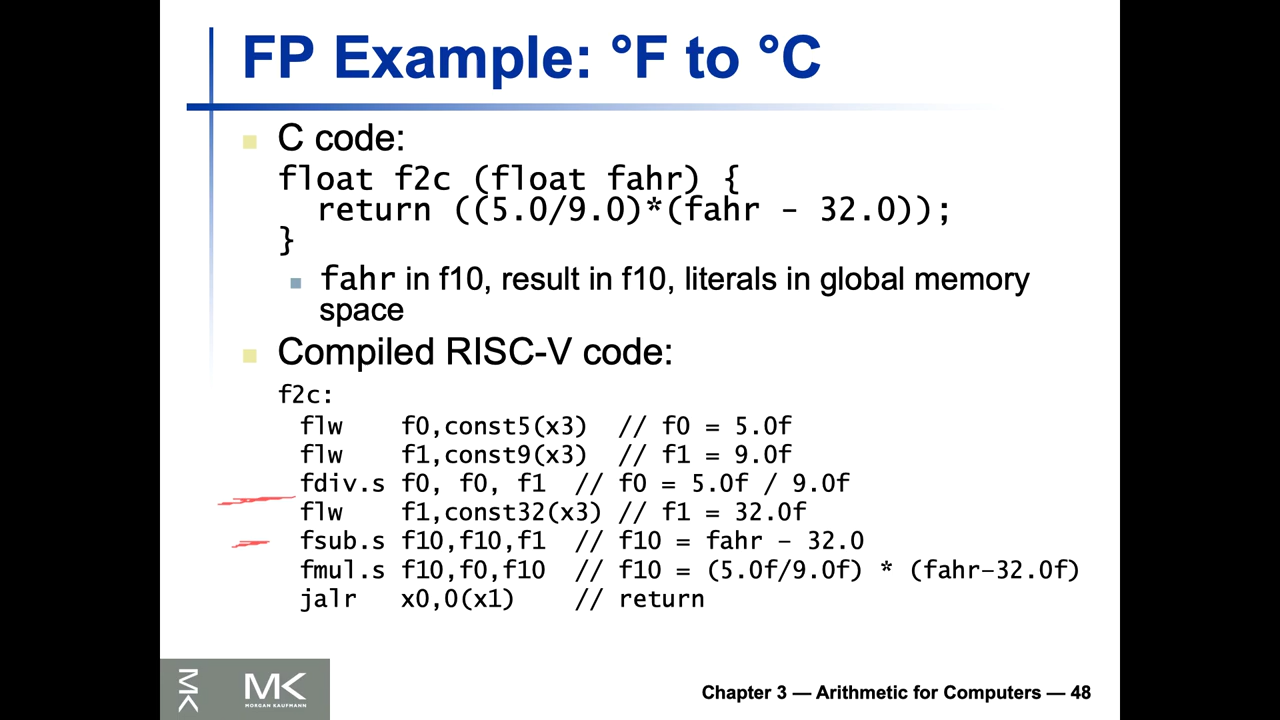 FP Example: °F to °C
C code:
float f2c (float fahr) {
return ((5.0/9.0)*(fahr - 32.0));
}
fahr in f10, result in f10, literals in global memory
space
Compiled RISC-V code:
f2c:
flw f0,const5(x3) // f0 = 5.0f
flw f1,const9(x3) // f1 = 9.0f
fdiv.s f0, f0, f1 // f0 = 5.0f / 9.0f
flw f1,const32(x3) // f1 = 32.0f
fsub.s f10,f10,f1 // f10 = fahr – 32.0
fmul.s f10,f0,f10 // f10 = (5.0f/9.0f) * (fahr–32.0f)
jalr x0,0(x1) // return
MK
MK
MORGAN KAUFMANN
Chapter 3 — Arithmetic for Computers — 48